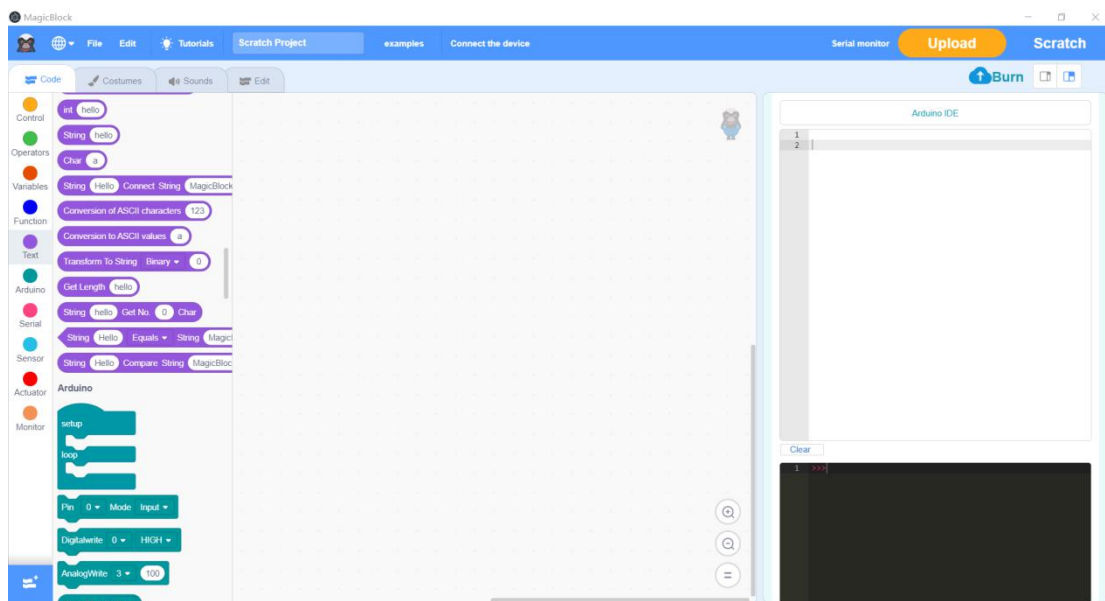 MagicBlock
File Edit Tutorials Scratch Project examples Connect the device Serial monitor Upload Scratch
Code Costumes Sounds Edit Burn
Control
Operators
Variables
Function
Text
Arduino
Serial
Sensor
Actuator
Monitor
int hello
String hello
Char a
String Hello Connect String MagicBlock
Conversion of ASCII characters 123
Conversion to ASCII values a
Transform To String Binary 0
Get Length hello
String hello Get No. 0 Char
String Hello Equals String Magic
String Hello Compare String MagicBloc
Arduino
setup
loop
Pin 0 Mode Input
Digitalwrite 0 HIGH
AnalogWrite 3 100
Arduino IDE
1
2
Clear
1 >>>